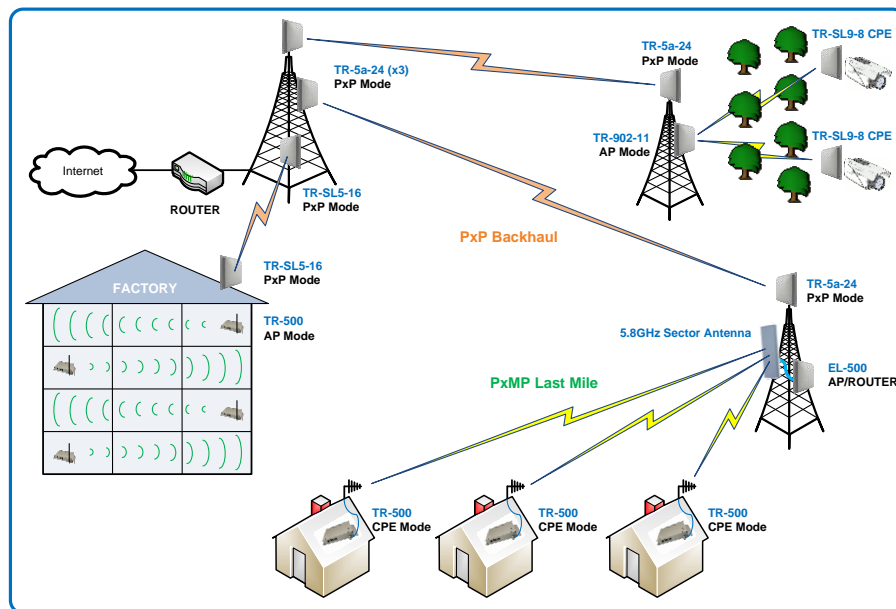 TR-SL9-8 CPE
TR-5a-24
PxP Mode
TR-5a-24 (x3)
PxP Mode
TR-SL9-8 CPE
TR-902-11
AP Mode
Internet
ROUTER
TR-SL5-16
PxP Mode
PxP Backhaul
TR-SL5-16
PxP Mode
FACTORY
TR-5a-24
PxP Mode
TR-500
AP Mode
5.8GHz Sector Antenna
EL-500
AP/ROUTER
PxMP Last Mile
TR-500
CPE Mode
TR-500
CPE Mode
TR-500
CPE Mode